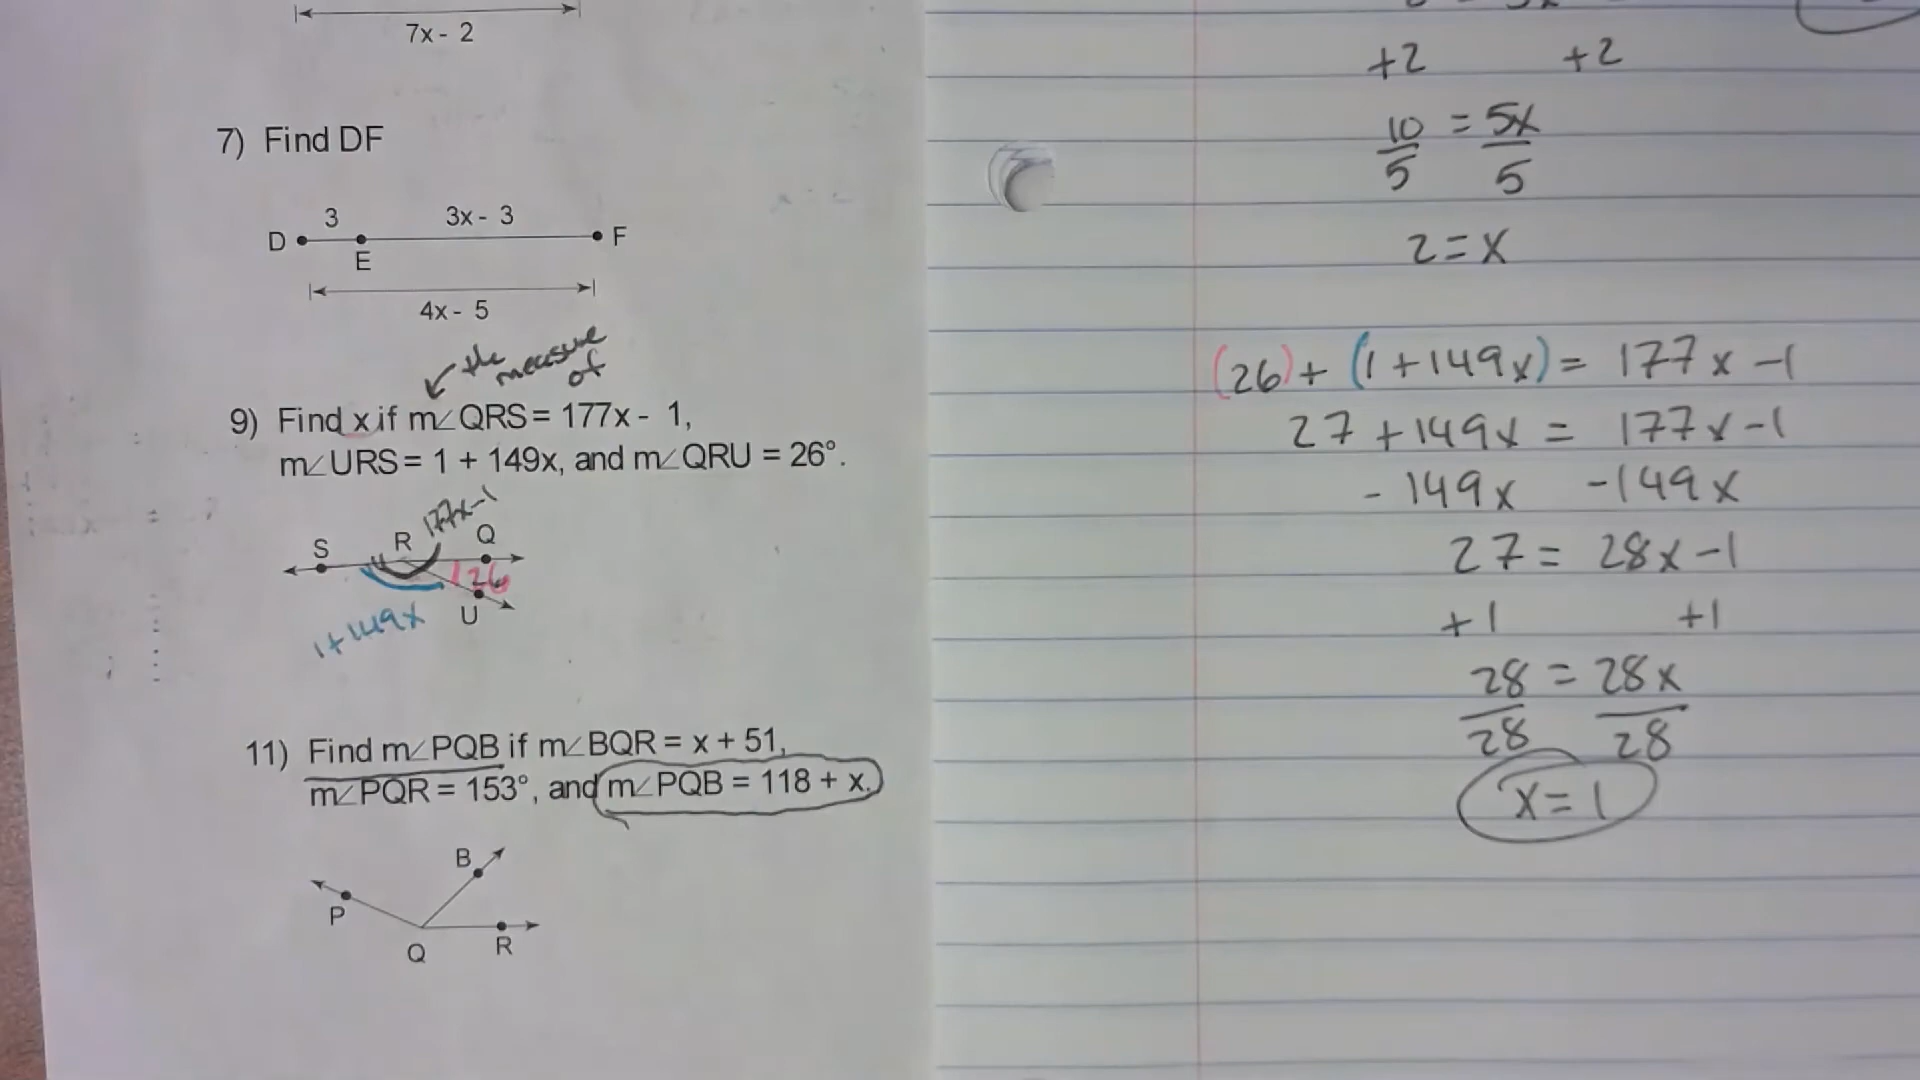 7x - 2
7) Find DF
3
3x - 3
D
E
F
4x - 5
the measure of
9) Find x if m∠QRS = 177x - 1,
m∠URS = 1 + 149x, and m∠QRU = 26°.
177x-1
S
R
Q
26
U
1+149x
11) Find m∠PQB if m∠BQR = x + 51,
m∠PQR = 153°, and m∠PQB = 118 + x.
B
P
Q
R
+2 +2
10 = 5x
5 5
2 = x
(26) + (1 + 149x) = 177x - 1
27 + 149x = 177x - 1
- 149x - 149x
27 = 28x - 1
+1 +1
28 = 28x
28 28
x = 1